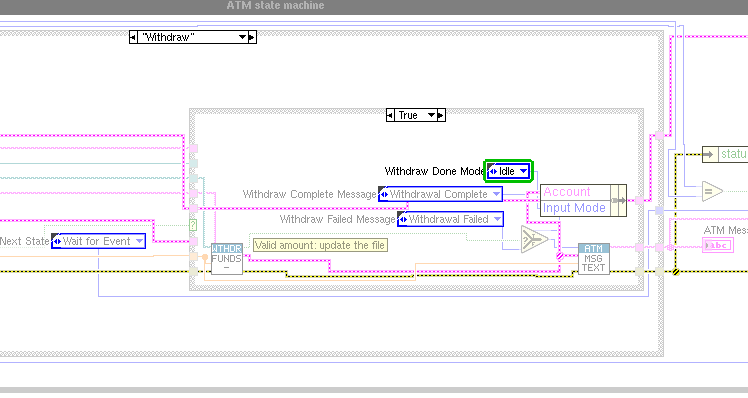 ATM state machine
"Withdraw"
True
Withdraw Done Mode
Idle
Withdraw Complete Message
Withdrawal Complete
Account
Input Mode
Withdraw Failed Message
Withdrawal Failed
Next State
Wait for Event
?
Valid amount: update the file
WTHDR
FUNDS
T
F
ATM
MSG
TEXT
statu
=
ATM Mess
abc